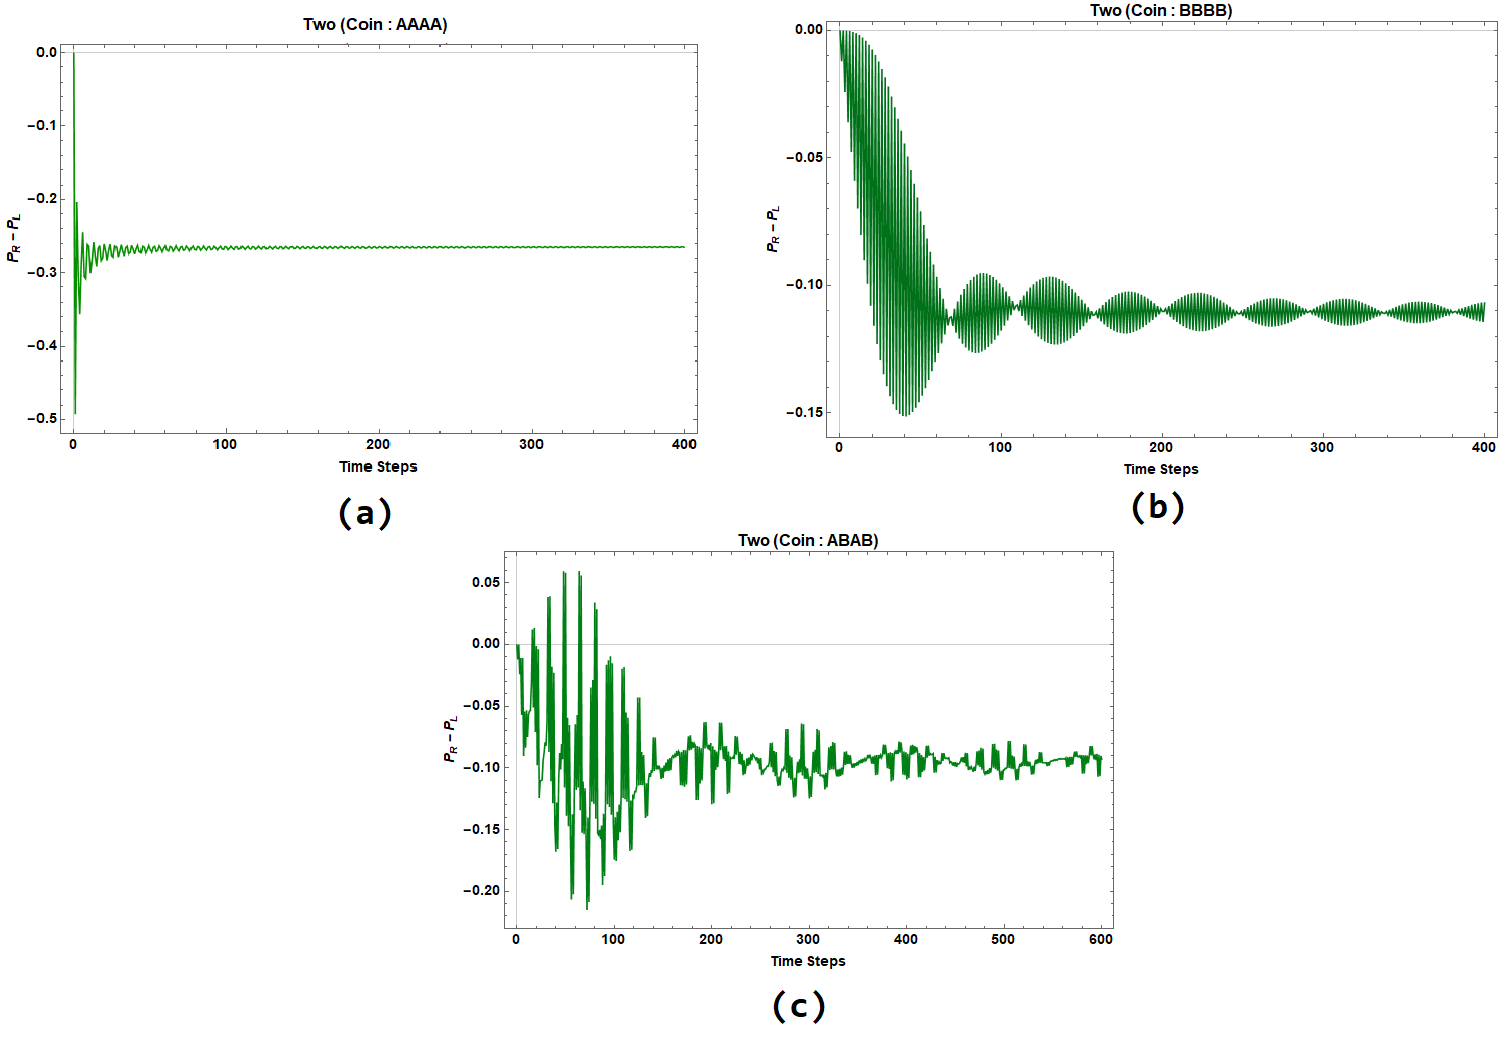 Two (Coin : AAAA)
0.0
−0.1
−0.2
−0.3
−0.4
−0.5
P_R − P_L
0 100 200 300 400
Time Steps
(a)
Two (Coin : BBBB)
0.00
−0.05
−0.10
−0.15
P_R − P_L
0 100 200 300 400
Time Steps
(b)
Two (Coin : ABAB)
0.05
0.00
−0.05
−0.10
−0.15
−0.20
P_R − P_L
0 100 200 300 400 500 600
Time Steps
(c)